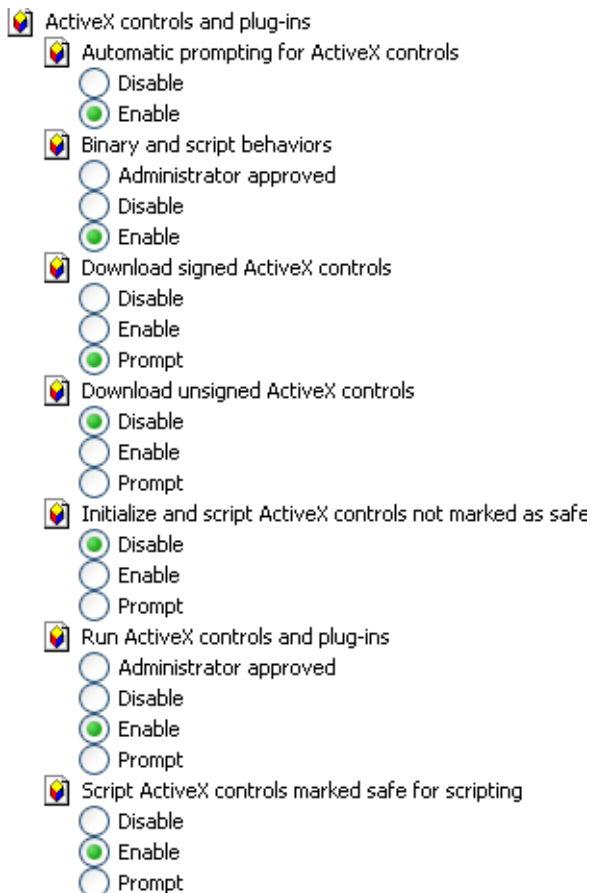 ActiveX controls and plug-ins
Automatic prompting for ActiveX controls
Disable
Enable
Binary and script behaviors
Administrator approved
Disable
Enable
Download signed ActiveX controls
Disable
Enable
Prompt
Download unsigned ActiveX controls
Disable
Enable
Prompt
Initialize and script ActiveX controls not marked as safe
Disable
Enable
Prompt
Run ActiveX controls and plug-ins
Administrator approved
Disable
Enable
Prompt
Script ActiveX controls marked safe for scripting
Disable
Enable
Prompt